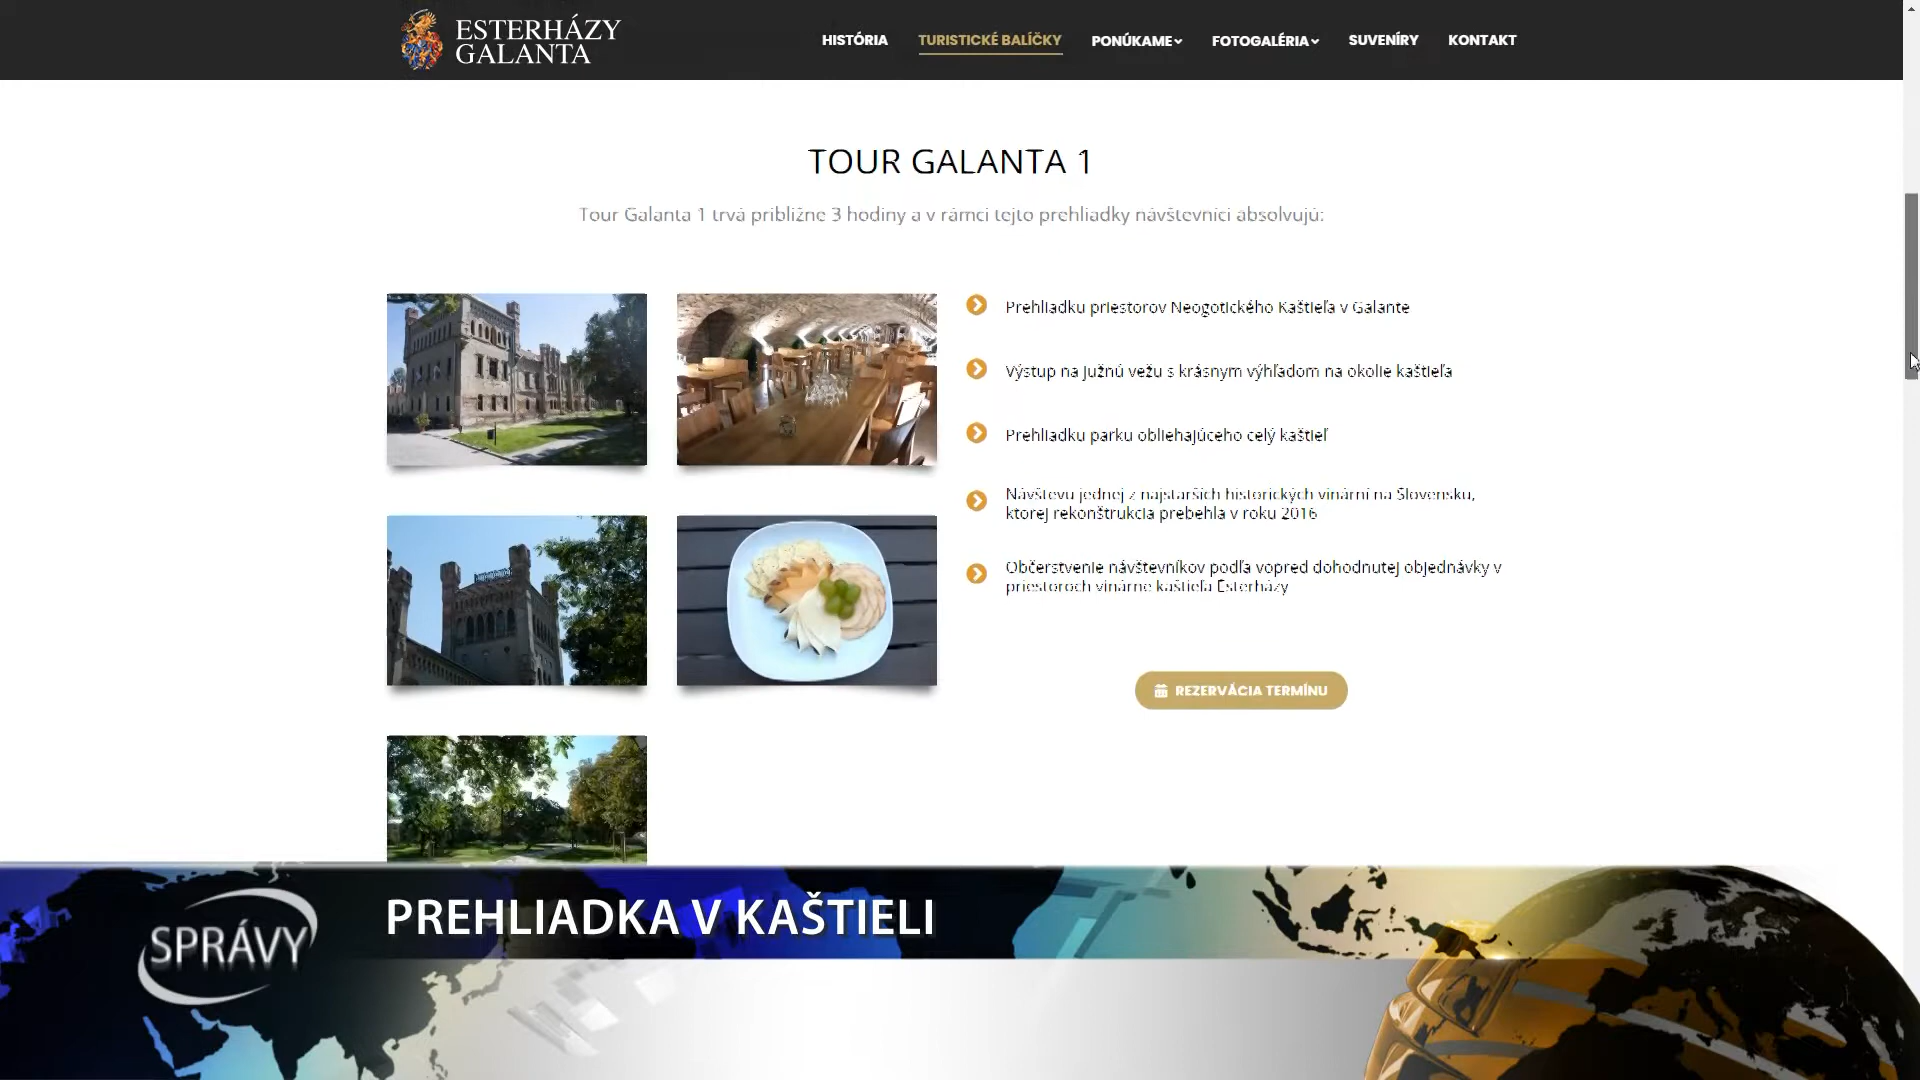 ESTERHÁZY
GALANTA
HISTÓRIA
TURISTICKÉ BALÍČKY
PONÚKAME
FOTOGALÉRIA
SUVENÍRY
KONTAKT
TOUR GALANTA 1
Tour Galanta 1 trvá približne 3 hodiny a v rámci tejto prehliadky návštevníci absolvujú:
Prehliadku priestorov Neogotického Kaštieľa v Galante
Výstup na južnú vežu s krásnym výhľadom na okolie kaštieľa
Prehliadku parku obliehajúceho celý kaštieľ
Návštevu jednej z najstarších historických vinární na Slovensku,
ktorej rekonštrukcia prebehla v roku 2016
Občerstvenie návštevníkov podľa vopred dohodnutej objednávky v
priestoroch vinárne kaštieľa Esterházy
REZERVÁCIA TERMÍNU
PREHLIADKA V KAŠTIELI
SPRÁVY